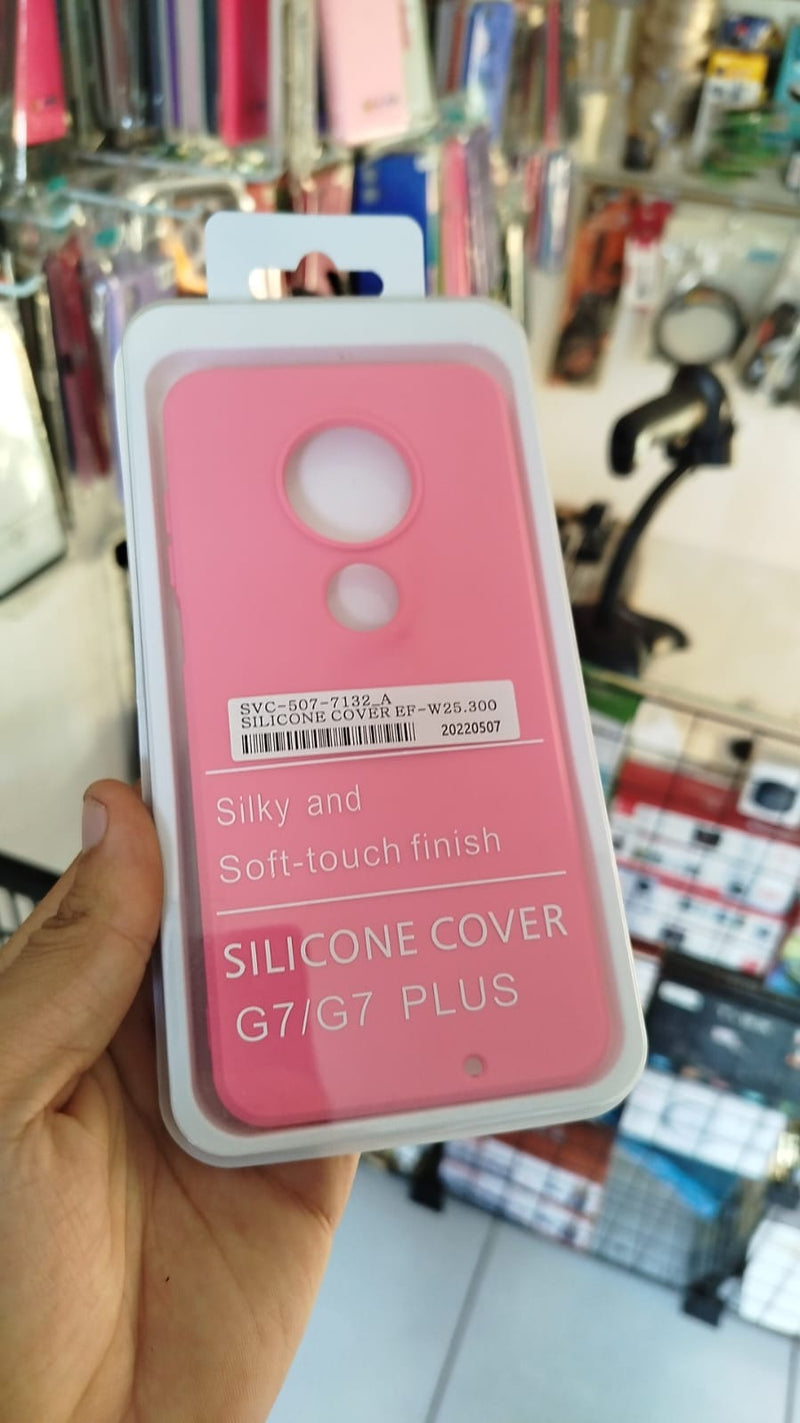 SVC-507-7132_A
SILICONE COVER EF-W25.300
20220507
Silky and
Soft-touch finish
SILICONE COVER
G7/G7 PLUS